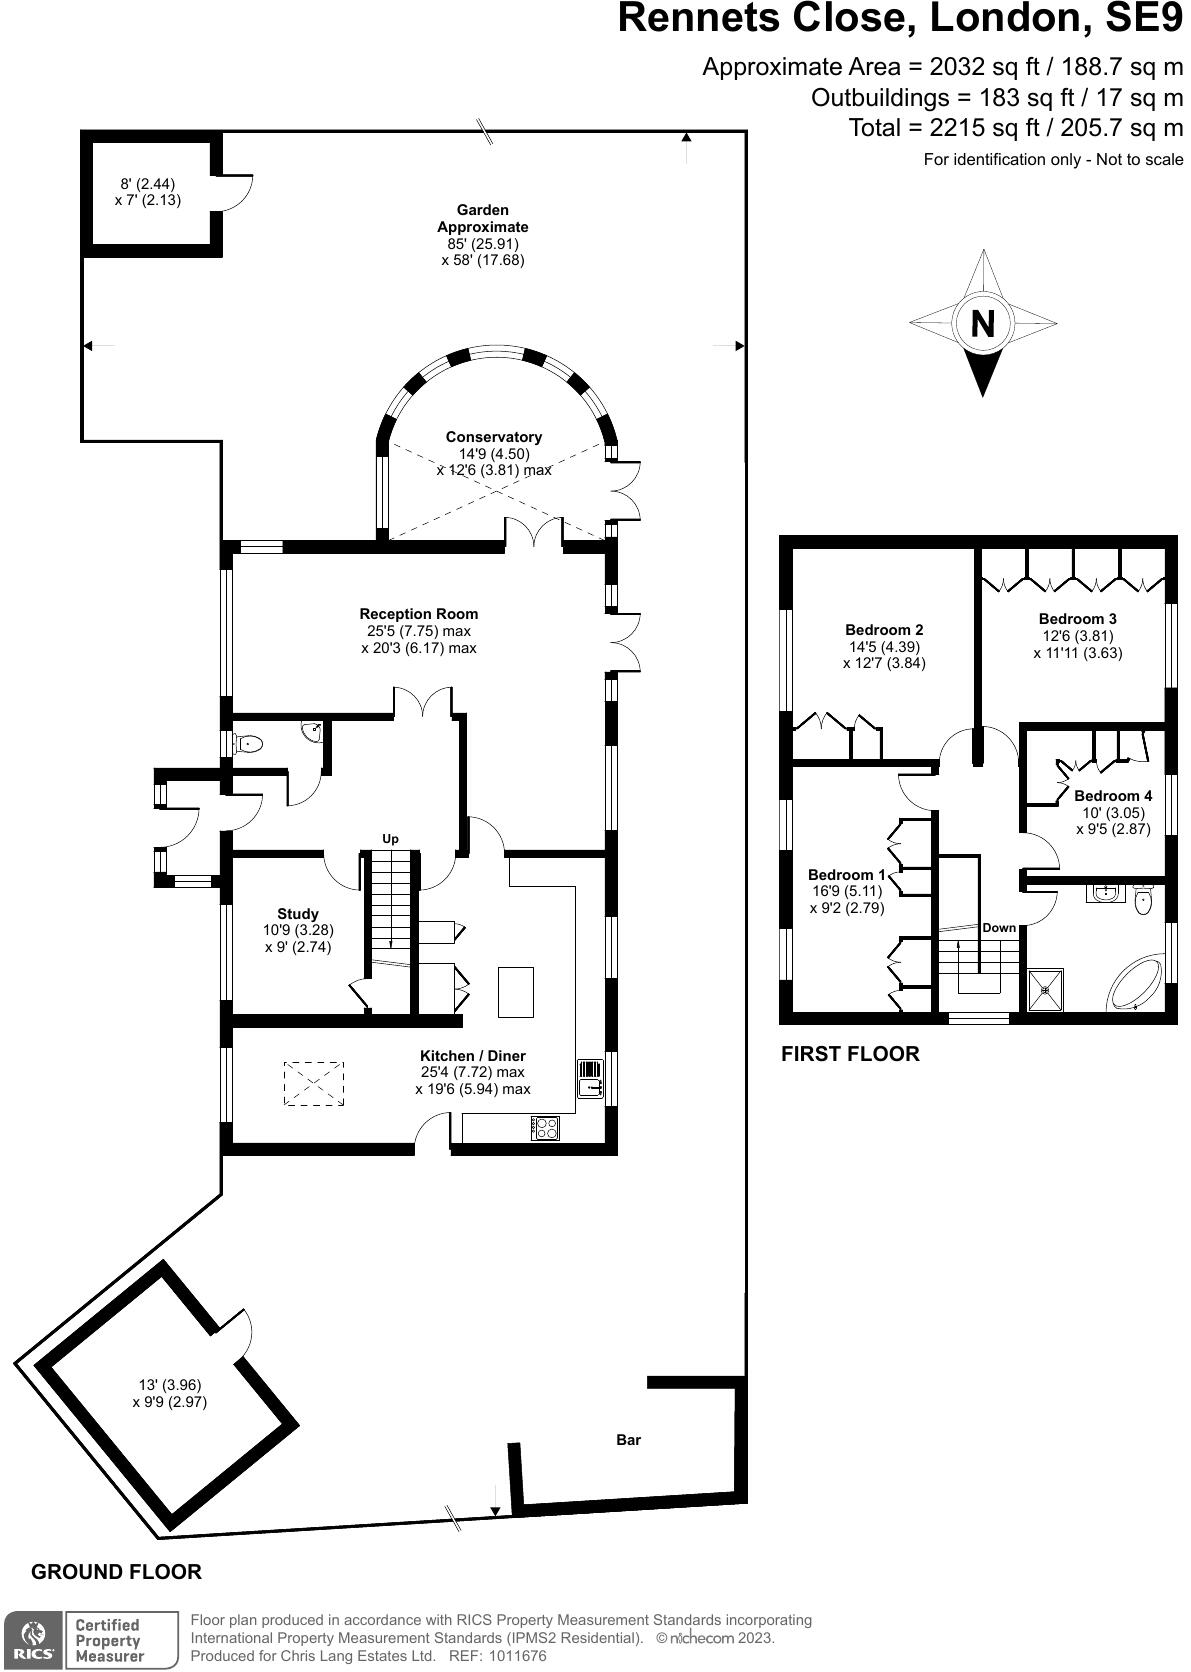 Rennets Close, London, SE9
Approximate Area = 2032 sq ft / 188.7 sq m
Outbuildings = 183 sq ft / 17 sq m
Total = 2215 sq ft / 205.7 sq m
For identification only - Not to scale
8' (2.44)
x 7' (2.13)
Garden
Approximate
85' (25.91)
x 58' (17.68)
N
Conservatory
14'9 (4.50)
x 12'6 (3.81) max
Reception Room
25'5 (7.75) max
x 20'3 (6.17) max
Up
Study
10'9 (3.28)
x 9' (2.74)
Kitchen / Diner
25'4 (7.72) max
x 19'6 (5.94) max
Bedroom 2
14'5 (4.39)
x 12'7 (3.84)
Bedroom 3
12'6 (3.81)
x 11'11 (3.63)
Bedroom 4
10' (3.05)
x 9'5 (2.87)
Bedroom 1
16'9 (5.11)
x 9'2 (2.79)
Down
FIRST FLOOR
13' (3.96)
x 9'9 (2.97)
Bar
GROUND FLOOR
RICS
Certified
Property
Measurer
Floor plan produced in accordance with RICS Property Measurement Standards incorporating
International Property Measurement Standards (IPMS2 Residential). © nichecom 2023.
Produced for Chris Lang Estates Ltd. REF: 1011676